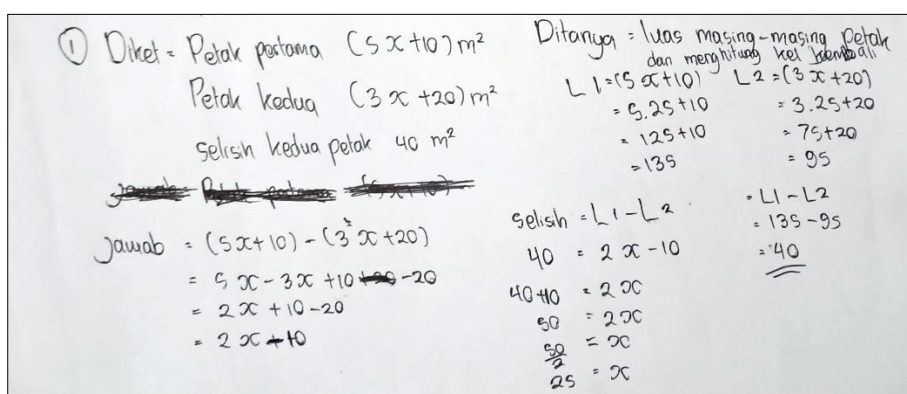 ① Diket = Petak pertama (5x+10) m²
Petak kedua (3x+20) m²
Selisih kedua petak 40 m²
Jawab = (5x+10) - (3x+20)
= 5x-3x+10 -20
= 2x+10-20
= 2x-10
Ditanya = luas masing-masing Petak
dan menghitung kel kembali
L1=(5x+10)
= 5.25+10
= 125+10
=135
L2=(3x+20)
= 3.25+20
= 75+20
= 95
Selisih = L1-L2
40 = 2x-10
40+10 = 2x
50 = 2x
50/2 = x
25 = x
= L1-L2
= 135-95
= 40